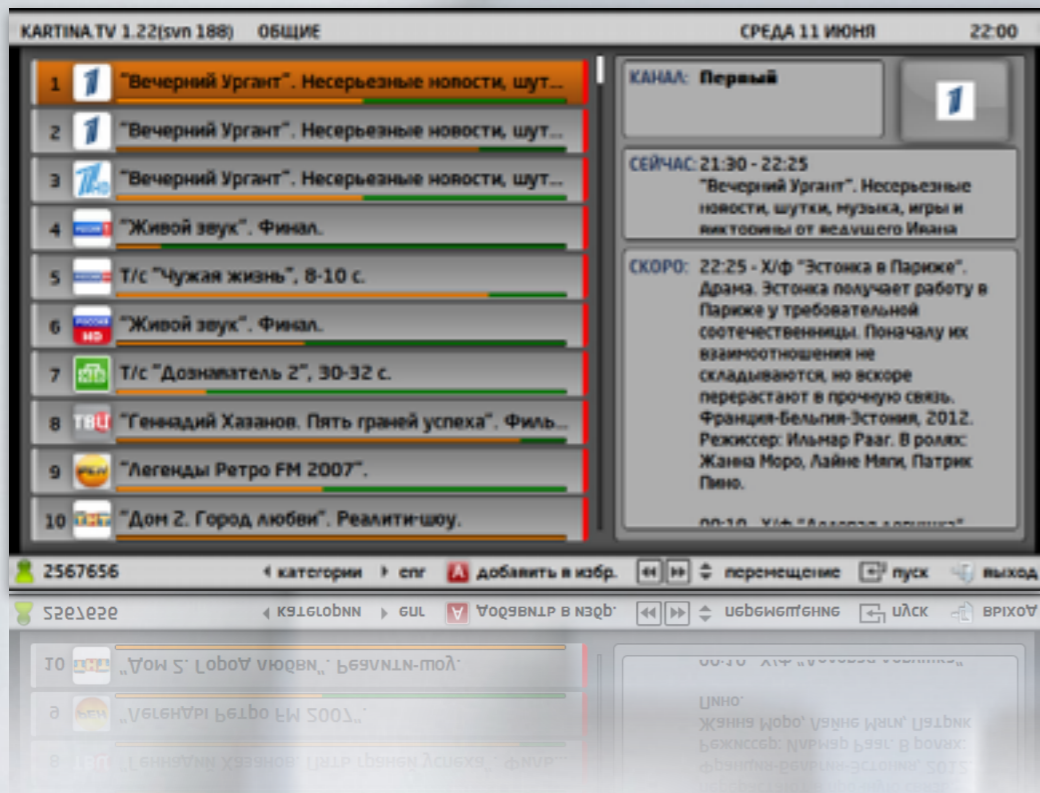 KARTINA.TV 1.22(svn 188) ОБЩИЕ СРЕДА 11 ИЮНЯ 22:00
1 "Вечерний Ургант". Несерьезные новости, шут...
2 "Вечерний Ургант". Несерьезные новости, шут...
3 "Вечерний Ургант". Несерьезные новости, шут...
4 "Живой звук". Финал.
5 Т/с "Чужая жизнь", 8-10 с.
6 РОССИЯ HD "Живой звук". Финал.
7 Т/с "Дознаватель 2", 30-32 с.
8 ТВЦ "Геннадий Хазанов. Пять граней успеха". Филь...
9 "Легенды Ретро FM 2007".
10 ТНТ "Дом 2. Город любви". Реалити-шоу.
КАНАЛ: Первый
СЕЙЧАС: 21:30 - 22:25
"Вечерний Ургант". Несерьезные
новости, шутки, музыка, игры и
викторины от ведущего Ивана
СКОРО: 22:25 - Х/ф "Эстонка в Париже".
Драма. Эстонка получает работу в
Париже у требовательной
соотечественницы. Поначалу их
взаимоотношения не
складываются, но вскоре
перерастают в прочную связь.
Франция-Бельгия-Эстония, 2012.
Режиссер: Ильмар Рааг. В ролях:
Жанна Моро, Лайне Мяги, Патрик
Пино.
00:10 - Х/ф
2567656 категории епг A добавить в избр. перемещение пуск выход